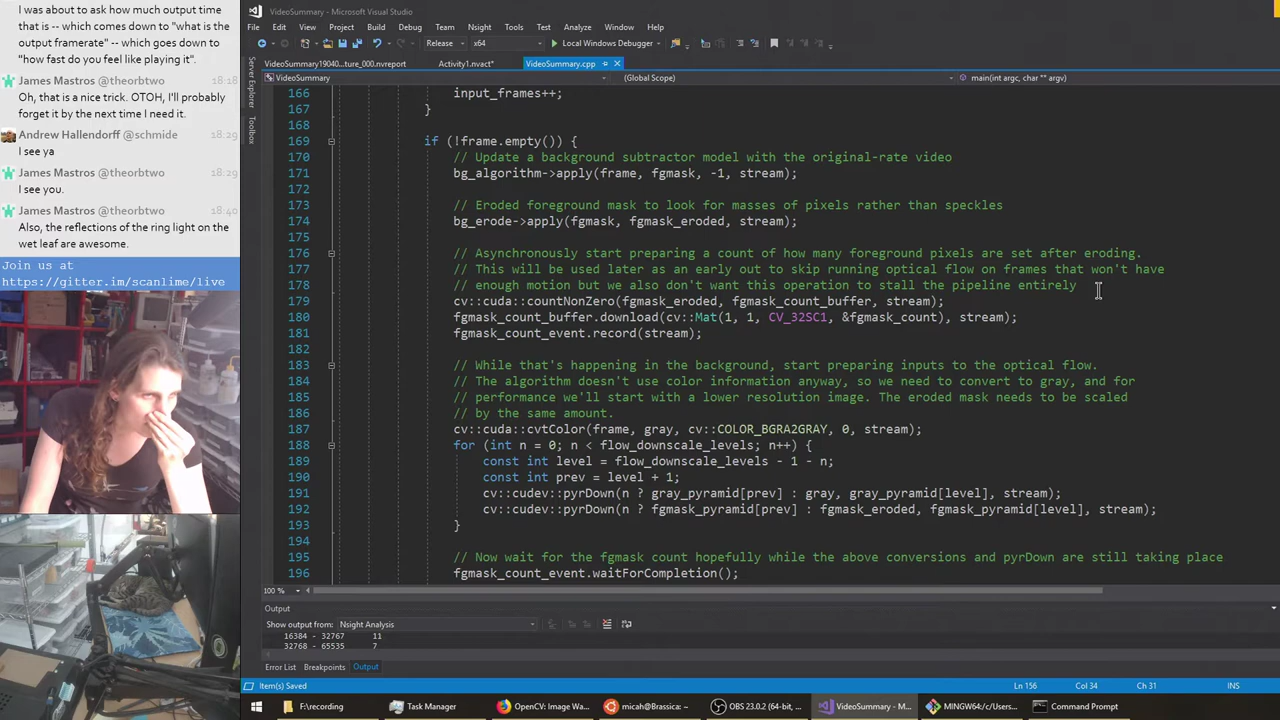 I was about to ask how much output time
that is -- which comes down to "what is the
output framerate" -- which goes down to
"how fast do you feel like playing it".
James Mastros @theorbtwo 18:18
Oh, that is a nice trick. OTOH, I'll probably
forget it by the next time I need it.
Andrew Hallendorff @schmide 18:29
I see ya
James Mastros @theorbtwo 18:29
I see you.
James Mastros @theorbtwo 18:40
Also, the reflections of the ring light on the
wet leaf are awesome.
Join us at
https://gitter.im/scanlime/live
VideoSummary - Microsoft Visual Studio
File Edit View Project Build Debug Team Nsight Tools Test Analyze Window Help
Release x64 Local Windows Debugger
VideoSummary19040...ture_000.nvreport Activity1.nvact* VideoSummary.cpp
VideoSummary (Global Scope) main(int argc, char ** argv)
Server Explorer
Toolbox
166 input_frames++;
167 }
168
169 if (!frame.empty()) {
170 // Update a background subtractor model with the original-rate video
171 bg_algorithm->apply(frame, fgmask, -1, stream);
172
173 // Eroded foreground mask to look for masses of pixels rather than speckles
174 bg_erode->apply(fgmask, fgmask_eroded, stream);
175
176 // Asynchronously start preparing a count of how many foreground pixels are set after eroding.
177 // This will be used later as an early out to skip running optical flow on frames that won't have
178 // enough motion but we also don't want this operation to stall the pipeline entirely
179 cv::cuda::countNonZero(fgmask_eroded, fgmask_count_buffer, stream);
180 fgmask_count_buffer.download(cv::Mat(1, 1, CV_32SC1, &fgmask_count), stream);
181 fgmask_count_event.record(stream);
182
183 // While that's happening in the background, start preparing inputs to the optical flow.
184 // The algorithm doesn't use color information anyway, so we need to convert to gray, and for
185 // performance we'll start with a lower resolution image. The eroded mask needs to be scaled
186 // by the same amount.
187 cv::cuda::cvtColor(frame, gray, cv::COLOR_BGRA2GRAY, 0, stream);
188 for (int n = 0; n < flow_downscale_levels; n++) {
189 const int level = flow_downscale_levels - 1 - n;
190 const int prev = level + 1;
191 cv::cudev::pyrDown(n ? gray_pyramid[prev] : gray, gray_pyramid[level], stream);
192 cv::cudev::pyrDown(n ? fgmask_pyramid[prev] : fgmask_eroded, fgmask_pyramid[level], stream);
193 }
194
195 // Now wait for the fgmask count hopefully while the above conversions and pyrDown are still taking place
196 fgmask_count_event.waitForCompletion();
100 %
Output
Show output from: Nsight Analysis
16384 - 32767 11
32768 - 65535 7
Error List Breakpoints Output
Item(s) Saved Ln 156 Col 34 Ch 31 INS
F:\recording Task Manager OpenCV: Image Wa... micah@Brassica: ~ OBS 23.0.2 (64-bit, ... VideoSummary - M... MINGW64:/c/Users... Command Prompt